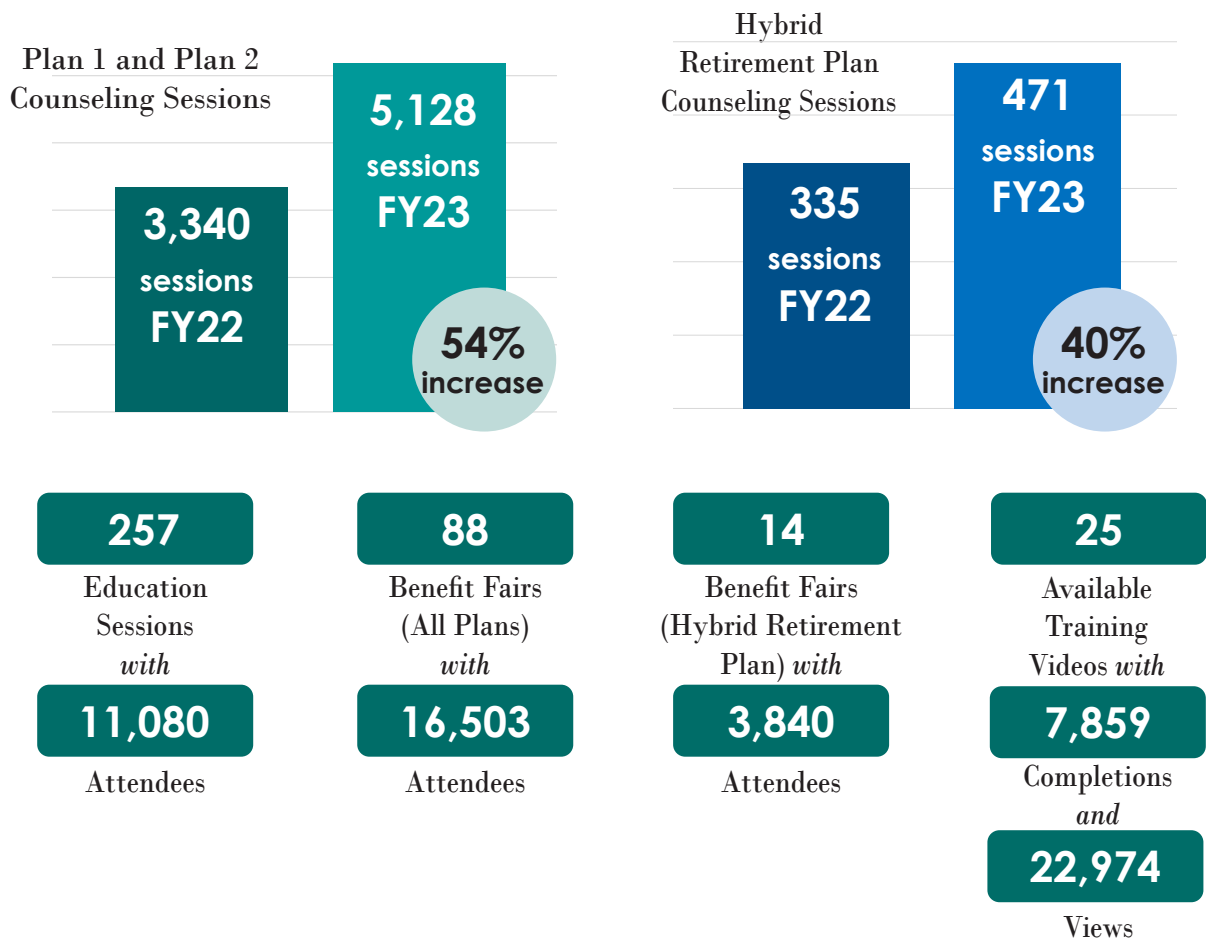 Plan 1 and Plan 2
Counseling Sessions
3,340
sessions
FY22
5,128
sessions
FY23
54%
increase
Hybrid
Retirement Plan
Counseling Sessions
335
sessions
FY22
471
sessions
FY23
40%
increase
257
Education
Sessions
with
11,080
Attendees
88
Benefit Fairs
(All Plans)
with
16,503
Attendees
14
Benefit Fairs
(Hybrid Retirement
Plan) with
3,840
Attendees
25
Available
Training
Videos with
7,859
Completions
and
22,974
Views